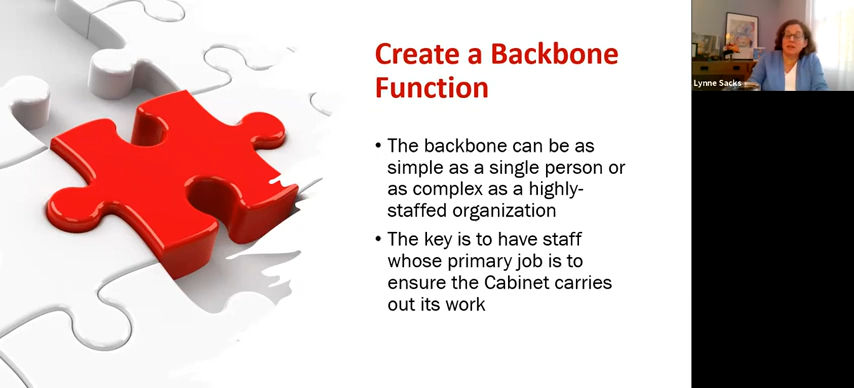 Create a Backbone
Function
• The backbone can be as
simple as a single person or
as complex as a highly-
staffed organization
• The key is to have staff
whose primary job is to
ensure the Cabinet carries
out its work
Lynne Sacks